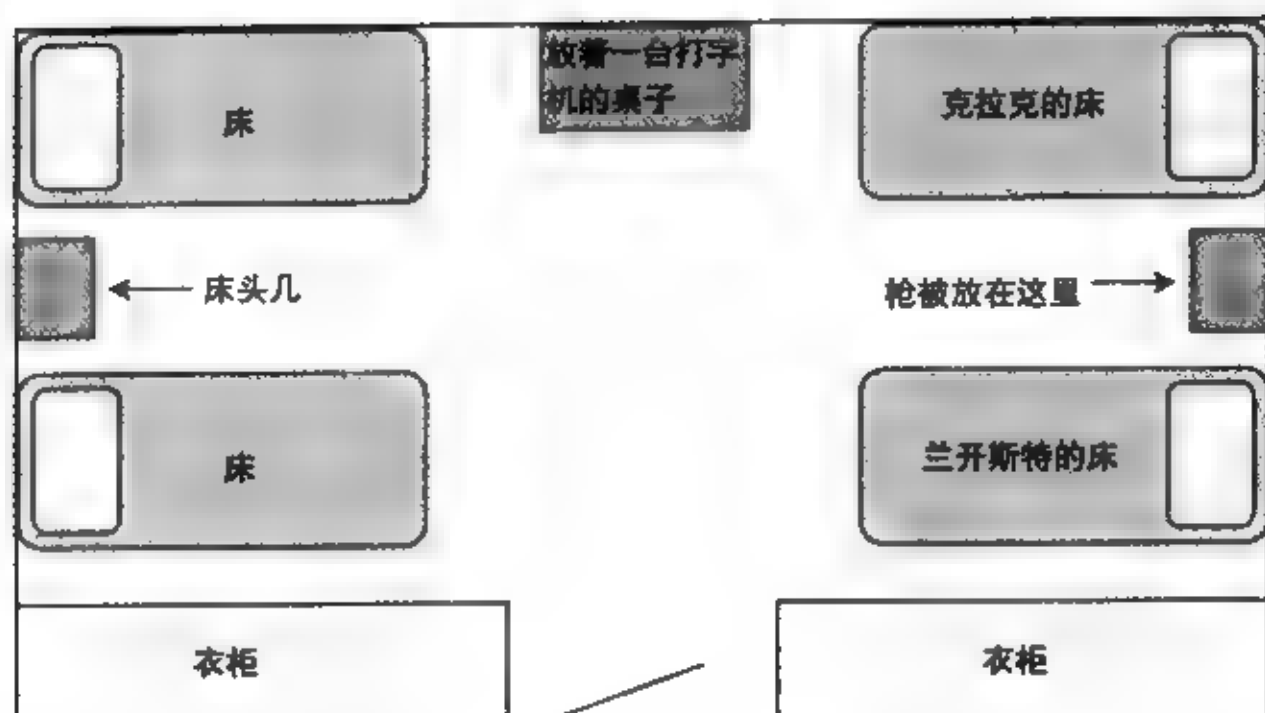 床
放着一台打字
机的桌子
克拉克的床
床头几
枪被放在这里
床
兰开斯特的床
衣柜
衣柜